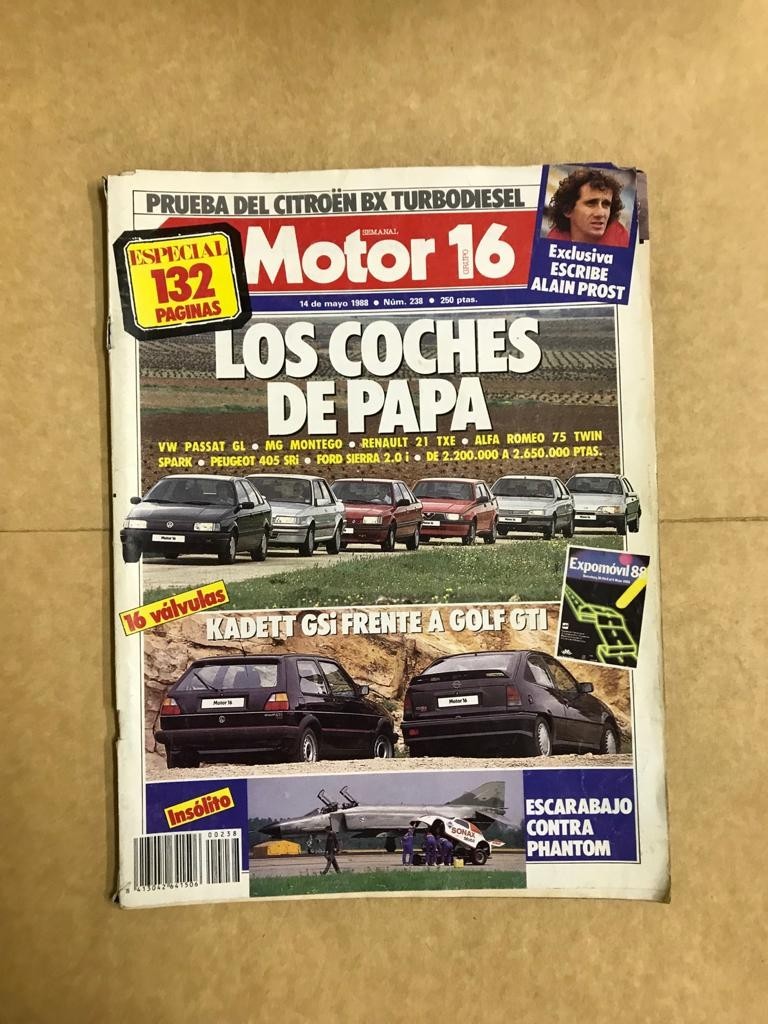 PRUEBA DEL CITROËN BX TURBODIESEL
ESPECIAL
132
PAGINAS
SEMANAL
Motor 16
GRUPO
14 de mayo 1988 ● Núm. 238 ● 250 ptas.
Exclusiva
ESCRIBE
ALAIN PROST
LOS COCHES
DE PAPA
VW PASSAT GL ● MG MONTEGO ● RENAULT 21 TXE ● ALFA ROMEO 75 TWIN
SPARK ● PEUGEOT 405 SRi ● FORD SIERRA 2.0 i ● DE 2.200.000 A 2.650.000 PTAS.
Motor 16
Expomóvil 88
16 válvulas
KADETT GSi FRENTE A GOLF GTI
Motor 16
Motor 16
Insólito
SONAX
ESCARABAJO
CONTRA
PHANTOM
00238
8 413042 641506